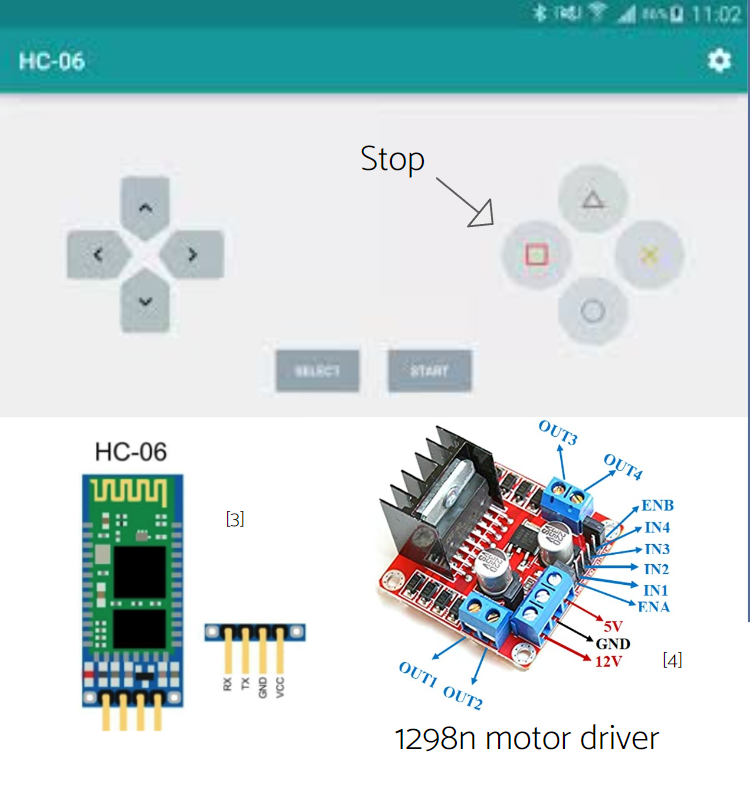 11:02
HC-06
Stop
SELECT
START
HC-06
[3]
RX
TX
GND
VCC
OUT3
OUT4
ENB
IN4
IN3
IN2
IN1
ENA
5V
GND
12V
OUT1
OUT2
[4]
1298n motor driver